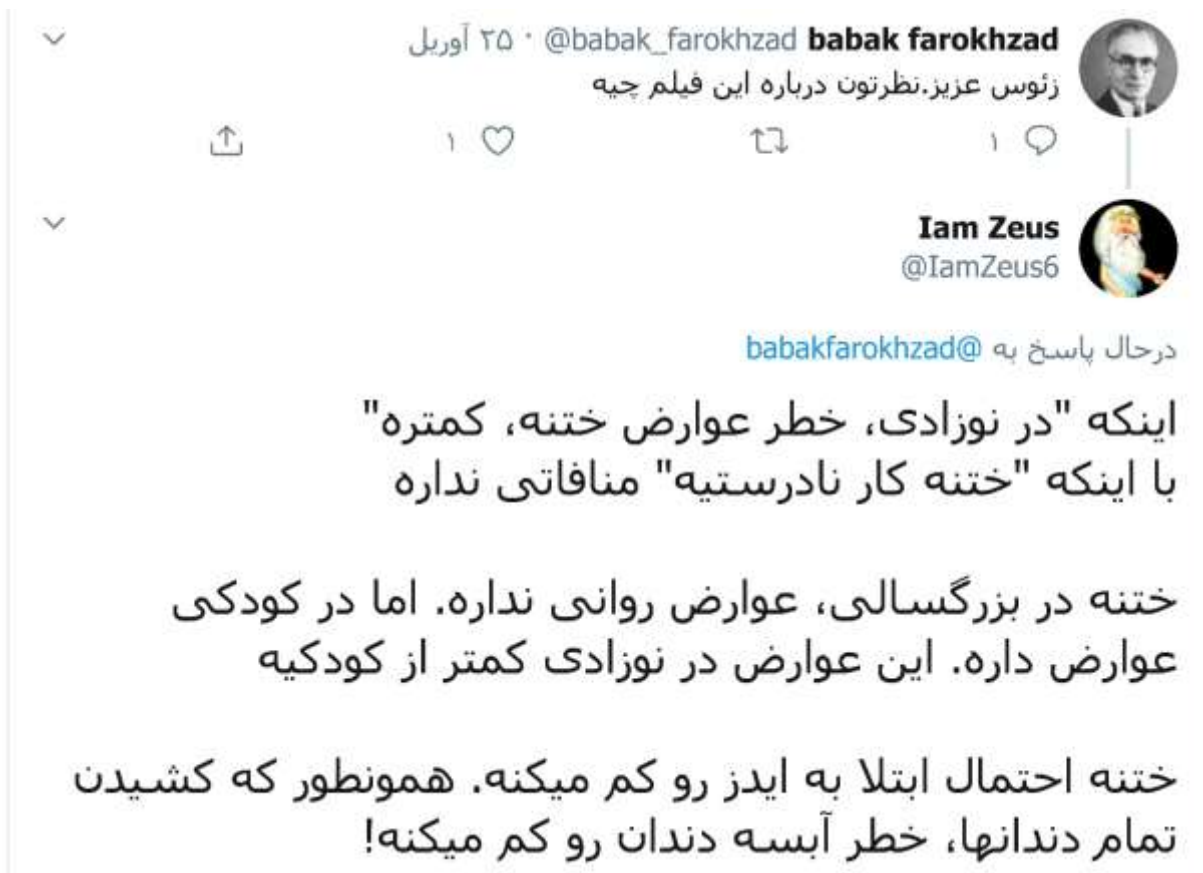 babak farokhzad @babak_farokhzad · ۲۵ آوریل
زئوس عزیز.نظرتون درباره این فیلم چیه
۱ ۱
Iam Zeus
@IamZeus6
درحال پاسخ به @babakfarokhzad
اینکه "در نوزادی، خطر عوارض ختنه، کمتره"
با اینکه "ختنه کار نادرستیه" منافاتی نداره
ختنه در بزرگسالی، عوارض روانی نداره. اما در کودکی
عوارض داره. این عوارض در نوزادی کمتر از کودکیه
ختنه احتمال ابتلا به ایدز رو کم میکنه. همونطور که کشیدن
تمام دندانها، خطر آبسه دندان رو کم میکنه!